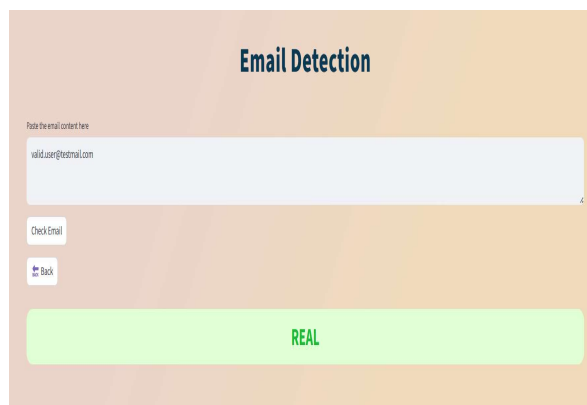 Email Detection
Paste the email content here
valid.user@testmail.com
Check Email
Back
REAL